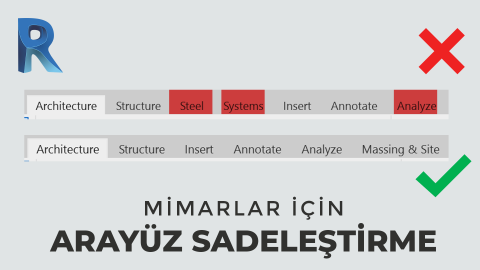 Architecture Structure Steel Systems Insert Annotate Analyze
Architecture Structure Insert Annotate Analyze Massing & Site
MİMARLAR İÇİN
ARAYÜZ SADELEŞTİRME